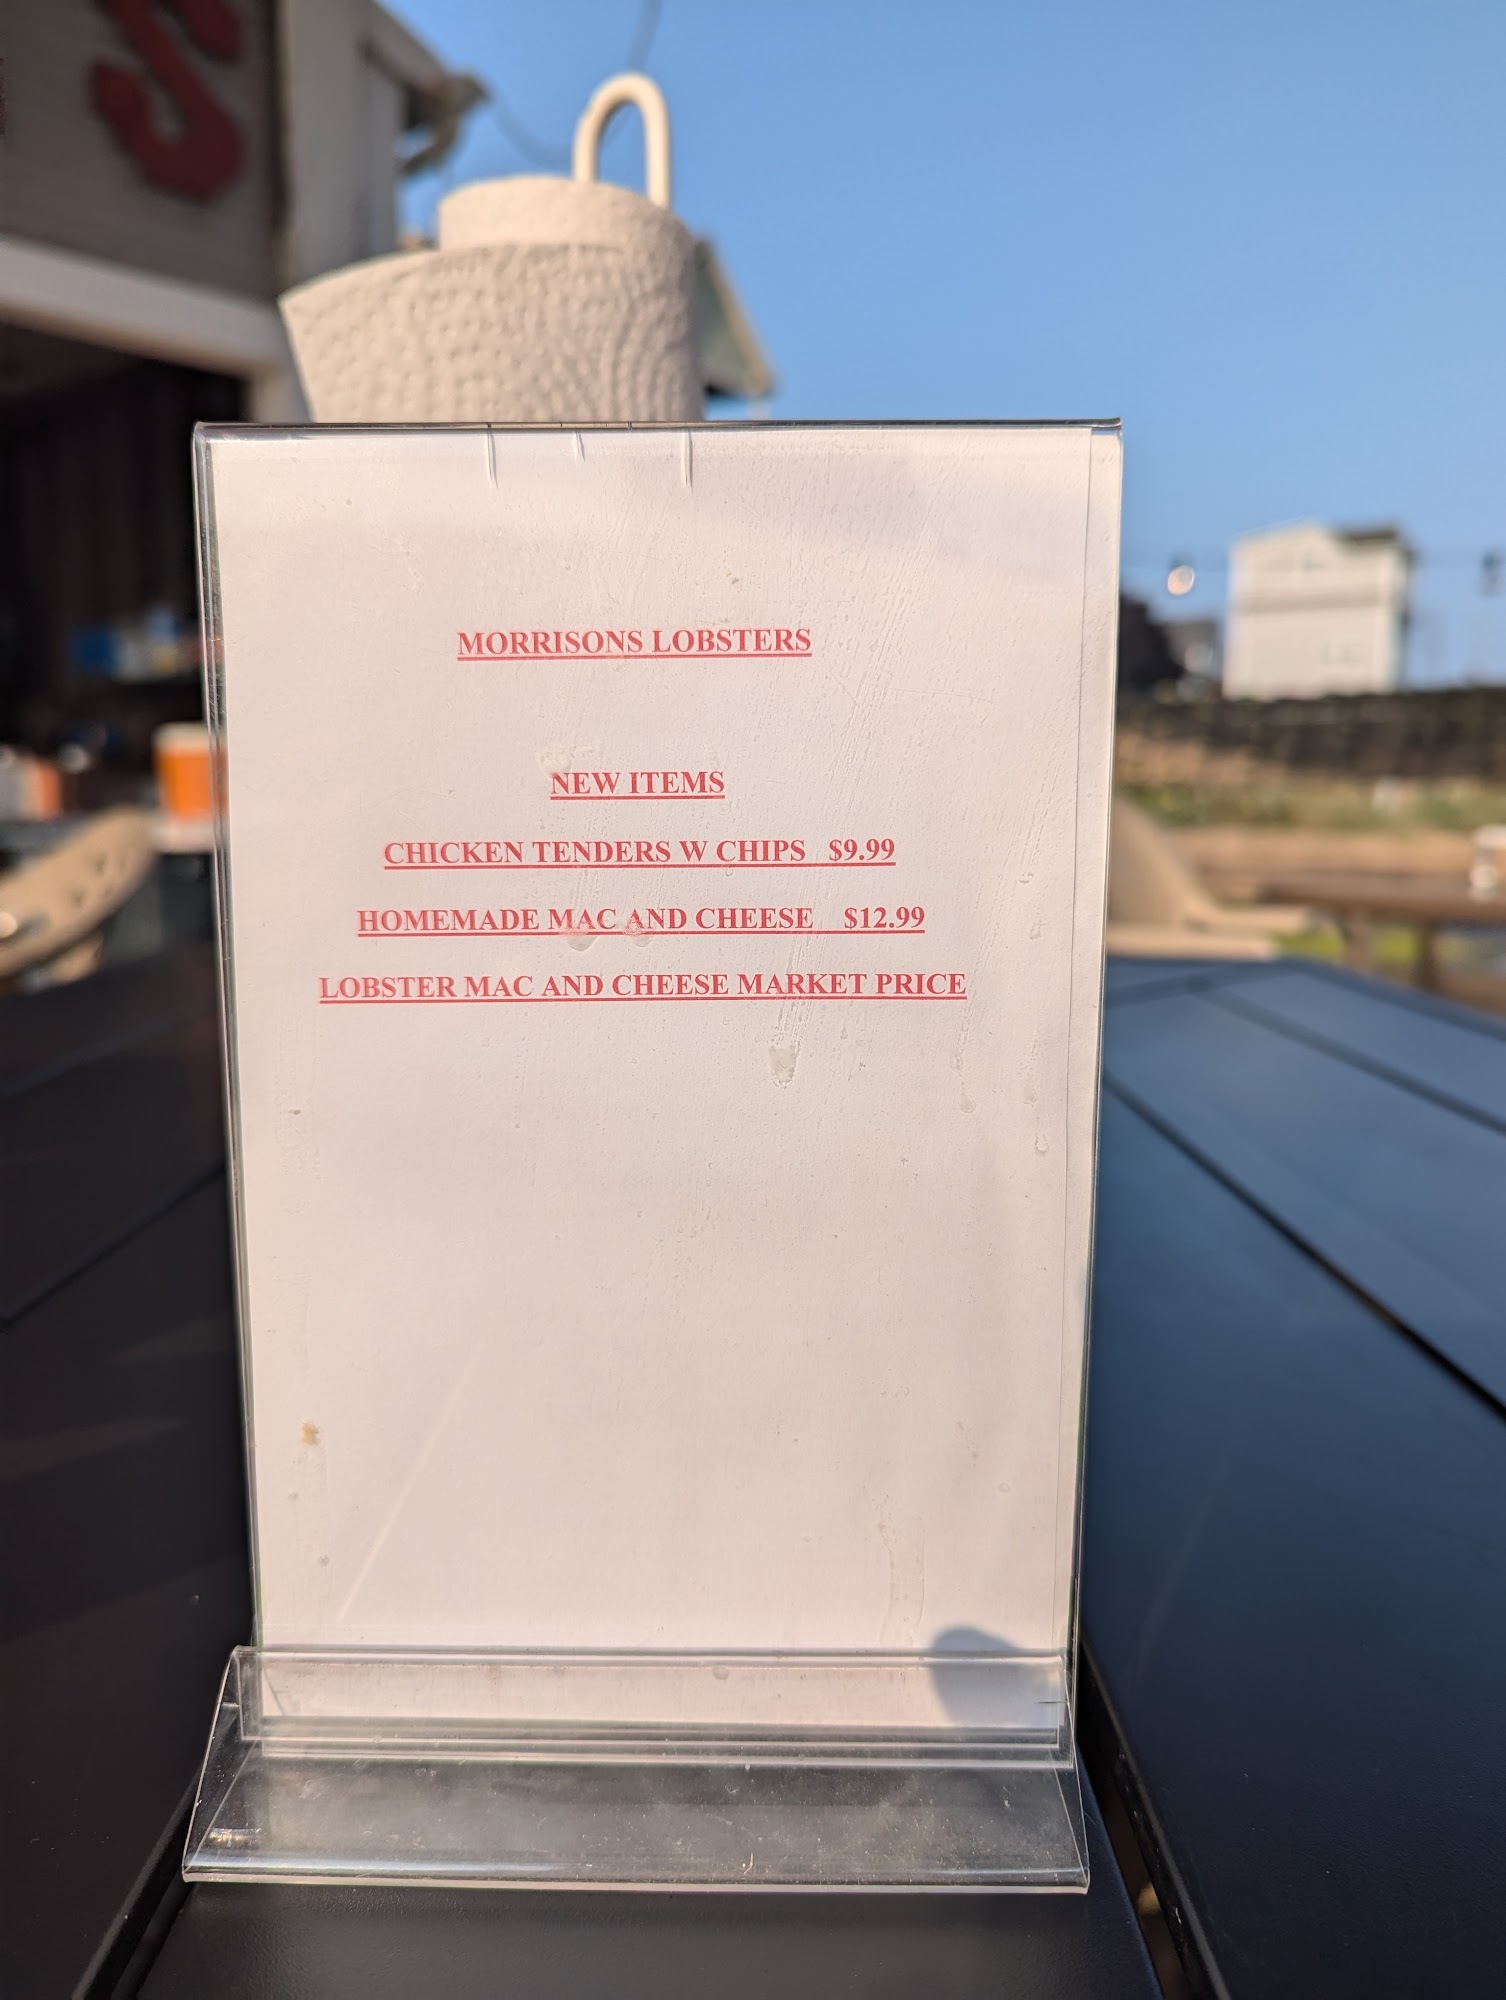 S
MORRISONS LOBSTERS
NEW ITEMS
CHICKEN TENDERS W CHIPS $9.99
HOMEMADE MAC AND CHEESE $12.99
LOBSTER MAC AND CHEESE MARKET PRICE